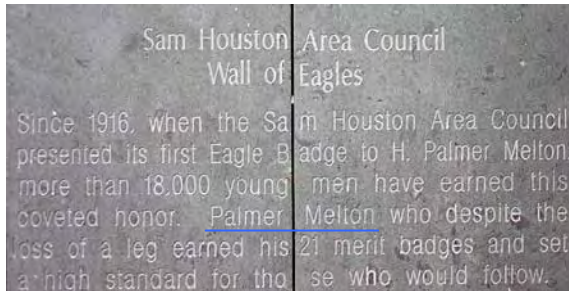 Sam Houston Area Council
Wall of Eagles
Since 1916, when the Sam Houston Area Council
presented its first Eagle Badge to H. Palmer Melton
more than 18,000 young men have earned this
coveted honor. Palmer Melton who despite the
loss of a leg earned his 21 merit badges and set
a high standard for those who would follow.